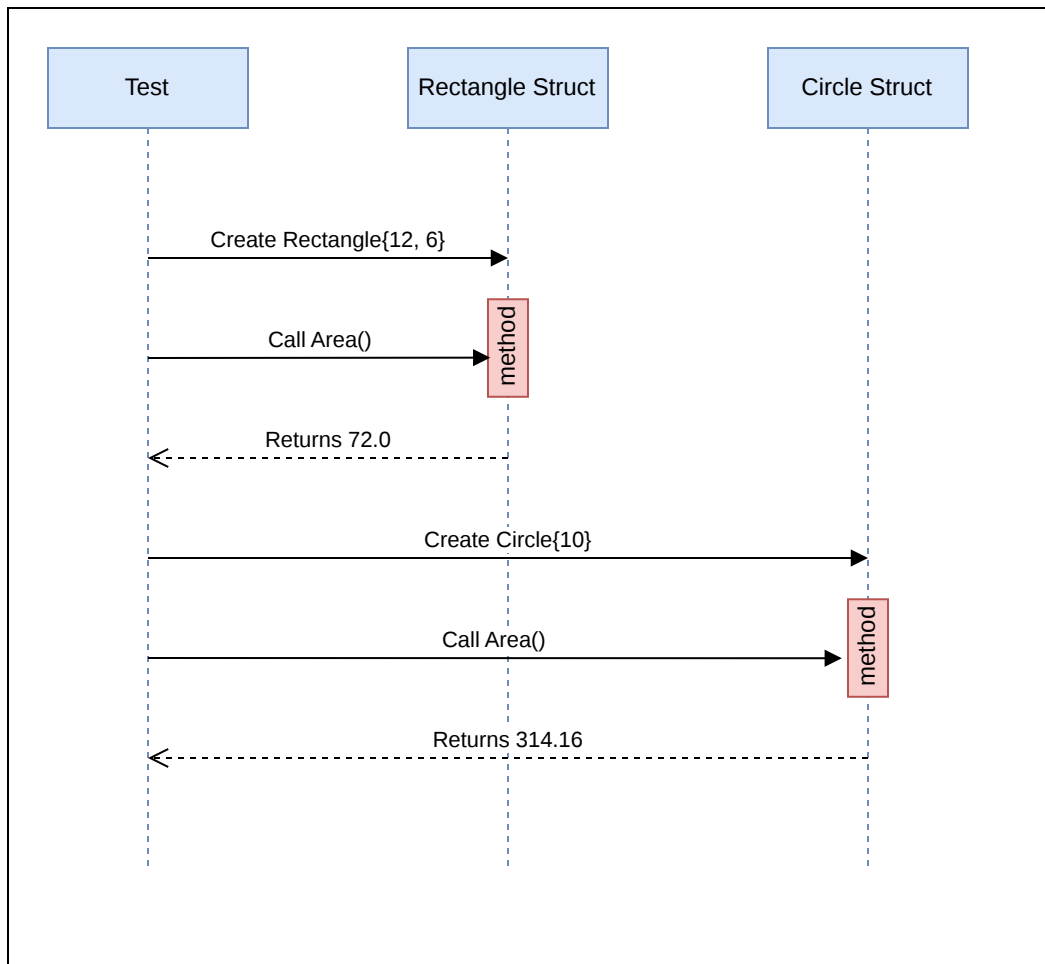 Test
Rectangle Struct
Circle Struct
Create Rectangle{12, 6}
Call Area()
method
Returns 72.0
Create Circle{10}
Call Area()
method
Returns 314.16